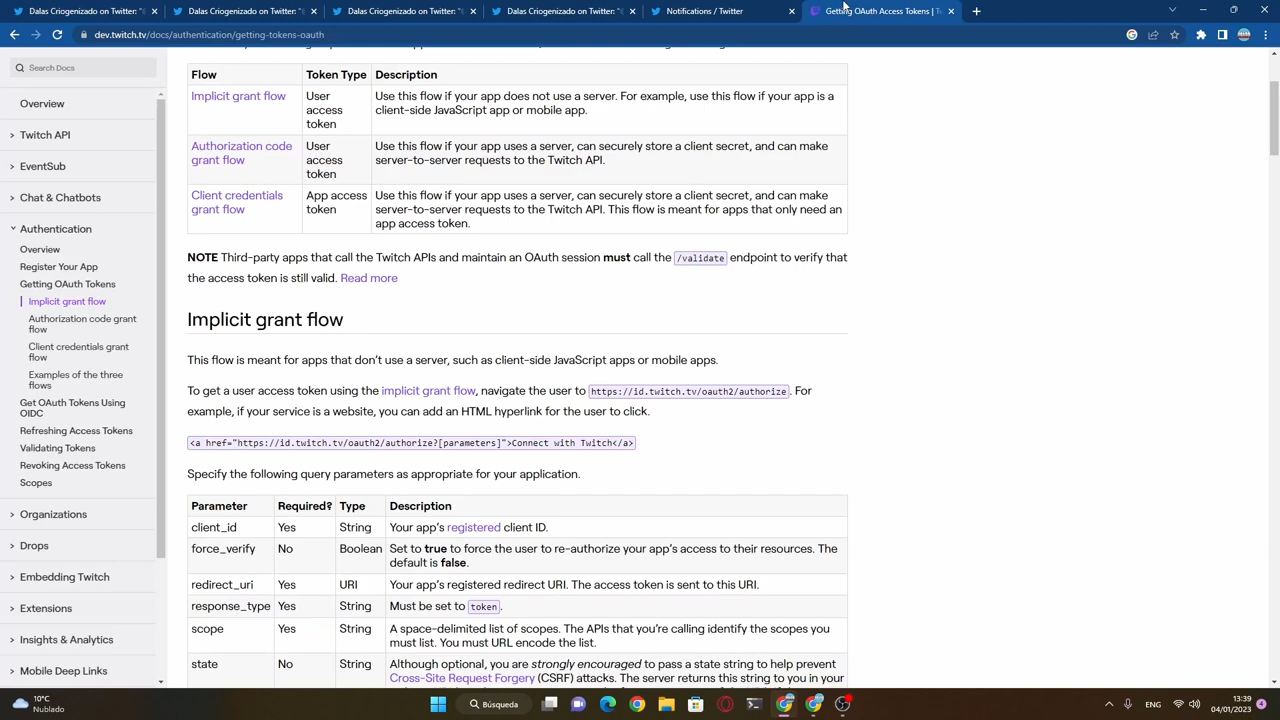 Dalas Criogenado on Twitter: "
Dalas Criogenado on Twitter: "
Dalas Criogenado on Twitter: "
Dalas Criogenado on Twitter: "
Notifications / Twitter
Getting OAuth Access Tokens | T
dev.twitch.tv/docs/authentication/getting-tokens-oauth
Search Docs
Overview
Twitch API
EventSub
Chat & Chatbots
Authentication
Overview
Register Your App
Getting OAuth Tokens
Implicit grant flow
Authorization code grant
flow
Client credentials grant
flow
Examples of the three
flows
Get OAuth Tokens Using
OIDC
Refreshing Access Tokens
Validating Tokens
Revoking Access Tokens
Scopes
Organizations
Drops
Embedding Twitch
Extensions
Insights & Analytics
Mobile Deep Links
Flow Token Type Description
Implicit grant flow User access token Use this flow if your app does not use a server. For example, use this flow if your app is a
client-side JavaScript app or mobile app.
Authorization code grant flow User access token Use this flow if your app uses a server, can securely store a client secret, and can make
server-to-server requests to the Twitch API.
Client credentials grant flow App access token Use this flow if your app uses a server, can securely store a client secret, and can make
server-to-server requests to the Twitch API. This flow is meant for apps that only need an
app access token.
NOTE Third-party apps that call the Twitch APIs and maintain an OAuth session must call the /validate endpoint to verify that
the access token is still valid. Read more
Implicit grant flow
This flow is meant for apps that don't use a server, such as client-side JavaScript apps or mobile apps.
To get a user access token using the implicit grant flow, navigate the user to https://id.twitch.tv/oauth2/authorize. For
example, if your service is a website, you can add an HTML hyperlink for the user to click.
<a href="https://id.twitch.tv/oauth2/authorize?[parameters]">Connect with Twitch</a>
Specify the following query parameters as appropriate for your application.
Parameter Required? Type Description
client_id Yes String Your app's registered client ID.
force_verify No Boolean Set to true to force the user to re-authorize your app's access to their resources. The
default is false.
redirect_uri Yes URI Your app's registered redirect URI. The access token is sent to this URI.
response_type Yes String Must be set to token.
scope Yes String A space-delimited list of scopes. The APIs that you're calling identify the scopes you
must list. You must URL encode the list.
state No String Although optional, you are strongly encouraged to pass a state string to help prevent
Cross-Site Request Forgery (CSRF) attacks. The server returns this string to you in your
10°C
Nublado
Búsqueda
13:39
04/01/2023